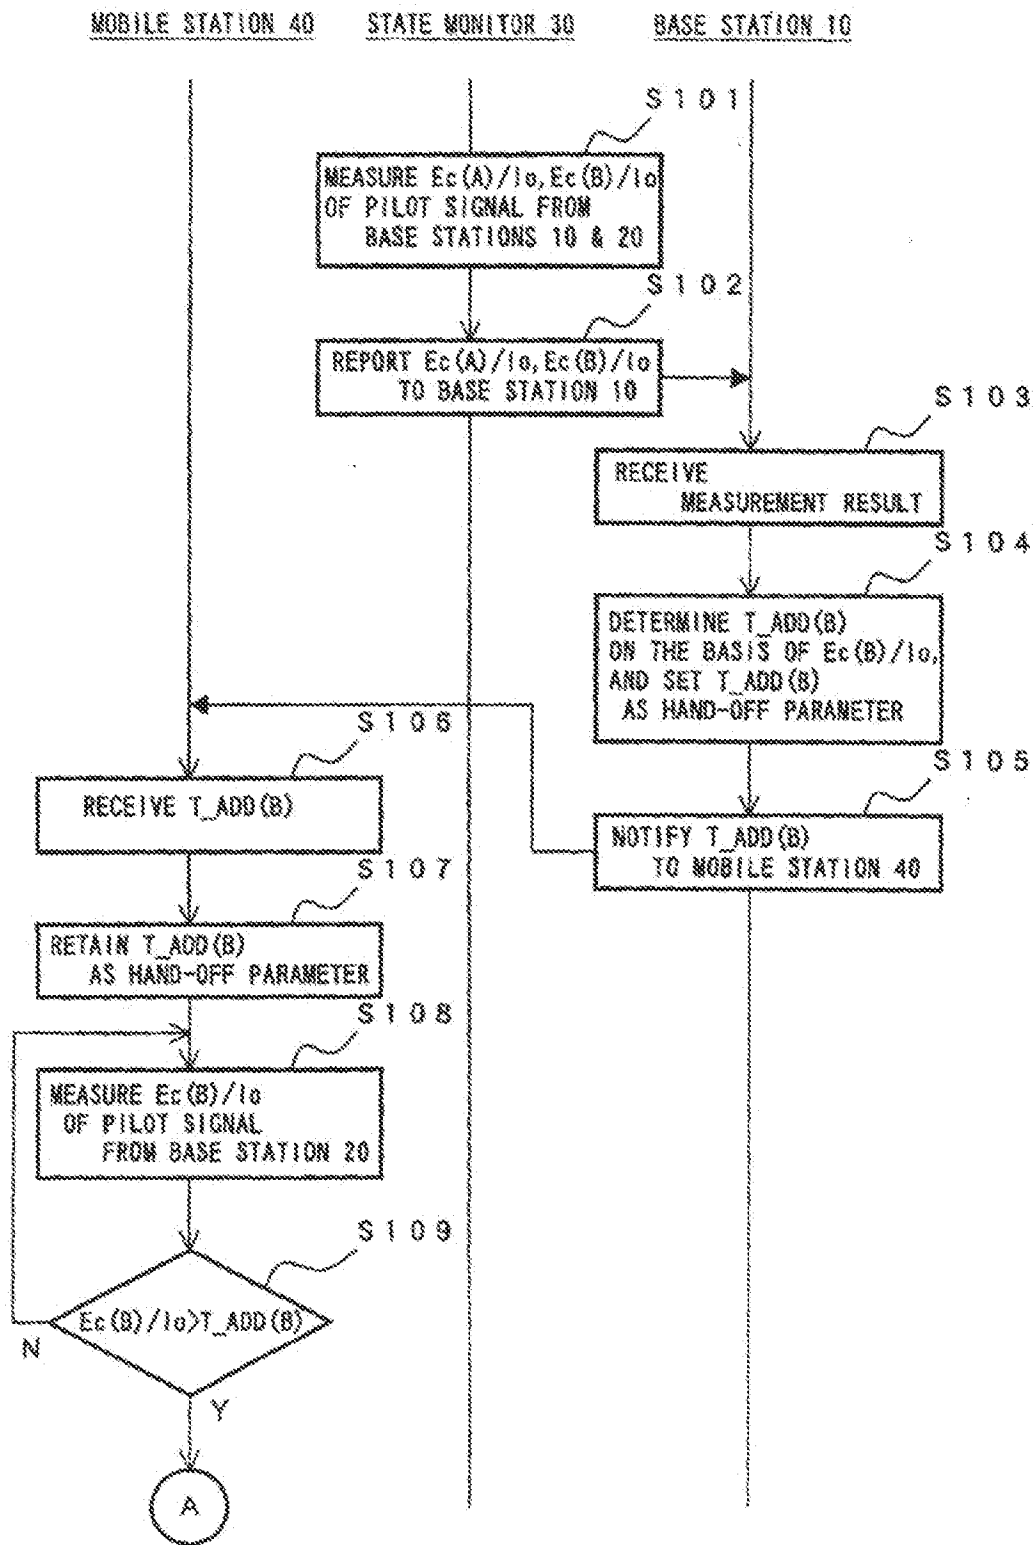 MOBILE STATION 40
STATE MONITOR 30
BASE STATION 10
S101
MEASURE Ec(A)/Io,Ec(B)/Io
OF PILOT SIGNAL FROM
BASE STATIONS 10 & 20
S102
REPORT Ec(A)/Io,Ec(B)/Io
TO BASE STATION 10
S103
RECEIVE
MEASUREMENT RESULT
S104
DETERMINE T_ADD(B)
ON THE BASIS OF Ec(B)/Io,
AND SET T_ADD(B)
AS HAND-OFF PARAMETER
S105
NOTIFY T_ADD(B)
TO MOBILE STATION 40
S106
RECEIVE T_ADD(B)
S107
RETAIN T_ADD(B)
AS HAND-OFF PARAMETER
S108
MEASURE Ec(B)/Io
OF PILOT SIGNAL
FROM BASE STATION 20
S109
Ec(B)/Io>T_ADD(B)
N
Y
A